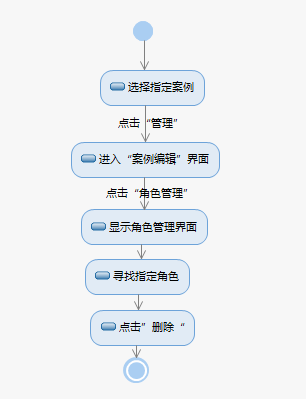 选择指定案例
点击“管理”
进入“案例编辑”界面
点击“角色管理”
显示角色管理界面
寻找指定角色
点击”删除“